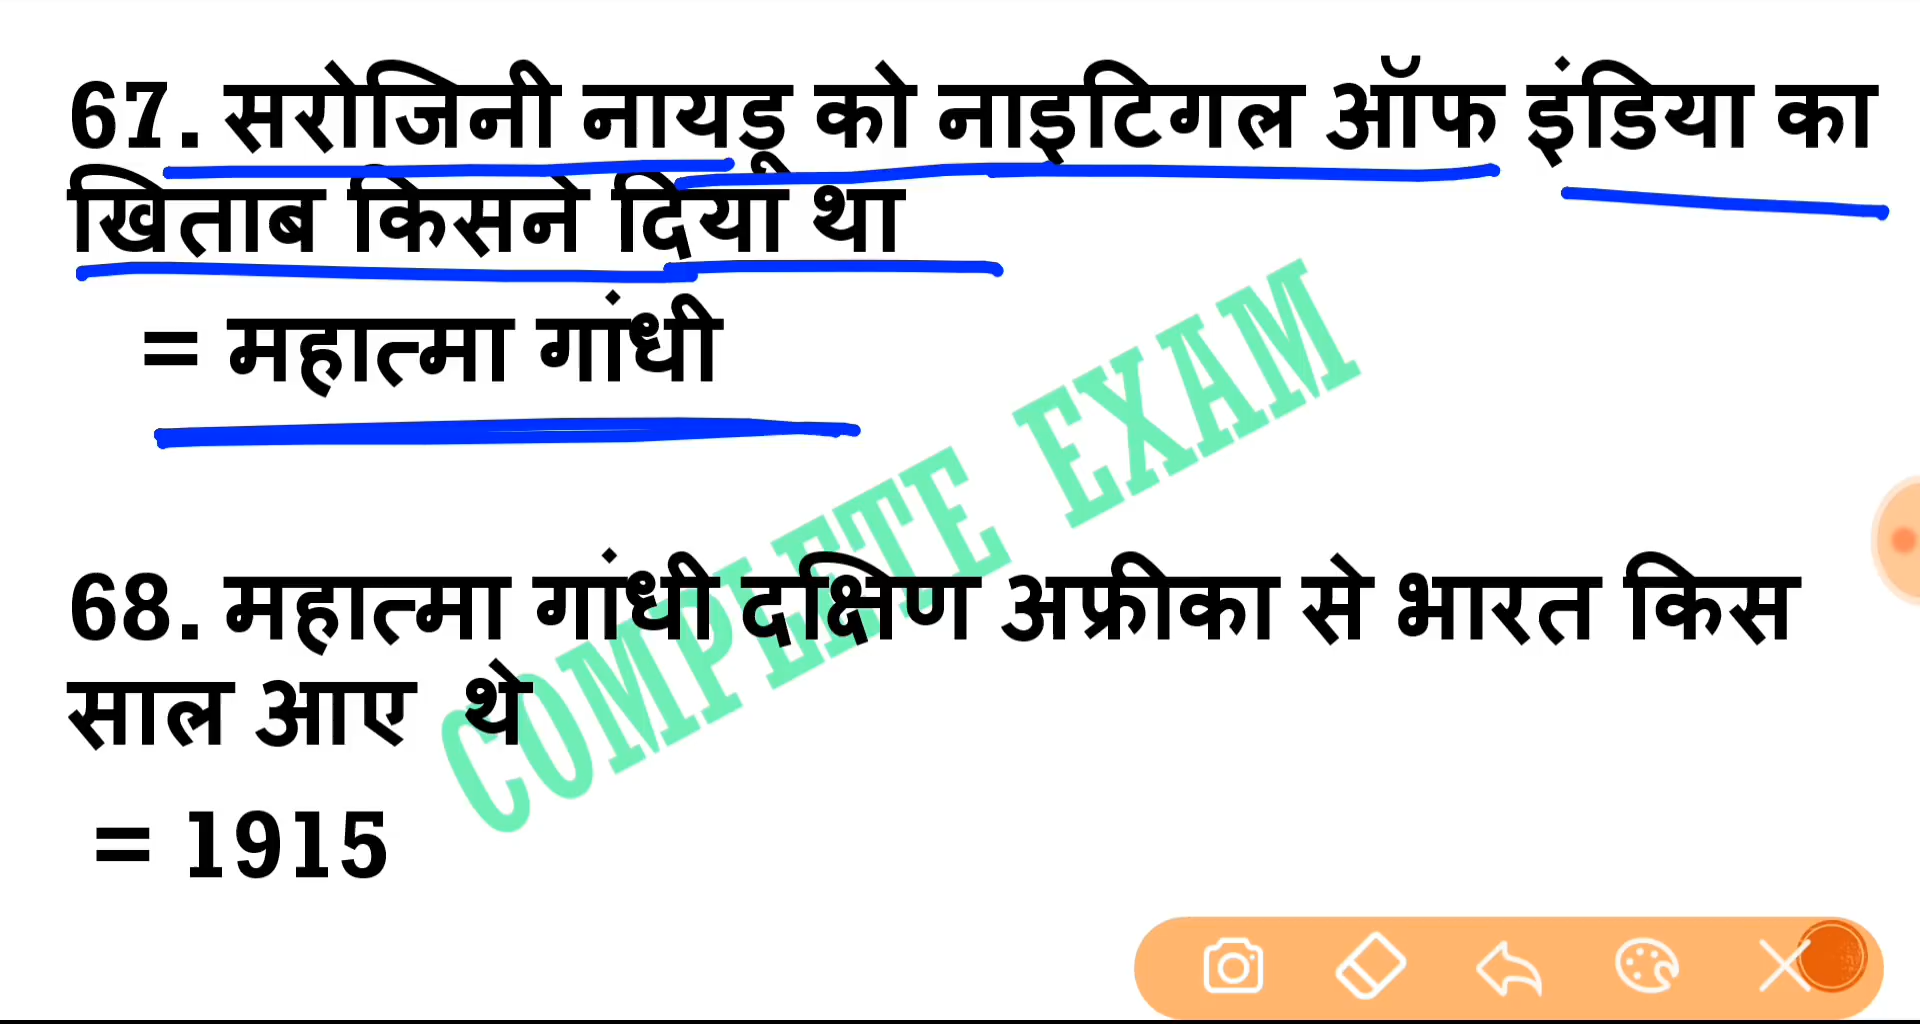 67. सरोजिनी नायडू को नाइटिगल ऑफ इंडिया का
खिताब किसने दिया था
= महात्मा गांधी
68. महात्मा गांधी दक्षिण अफ्रीका से भारत किस
साल आए थे
= 1915
COMPLETE EXAM